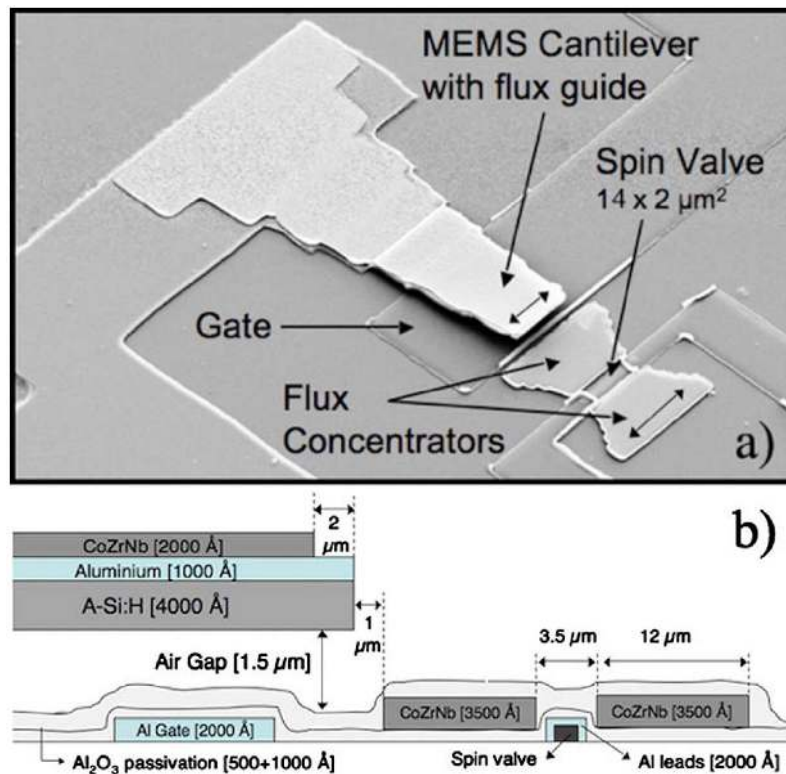 MEMS Cantilever
with flux guide
Spin Valve
14 x 2 µm²
Gate
Flux
Concentrators
a)
b)
2
µm
CoZrNb [2000 Å]
Aluminium [1000 Å]
A-Si:H [4000 Å]
1
µm
Air Gap [1.5 µm]
3.5 µm
12 µm
CoZrNb [3500 Å]
CoZrNb [3500 Å]
Al Gate [2000 Å]
Al₂O₃ passivation [500+1000 Å]
Spin valve
Al leads [2000 Å]